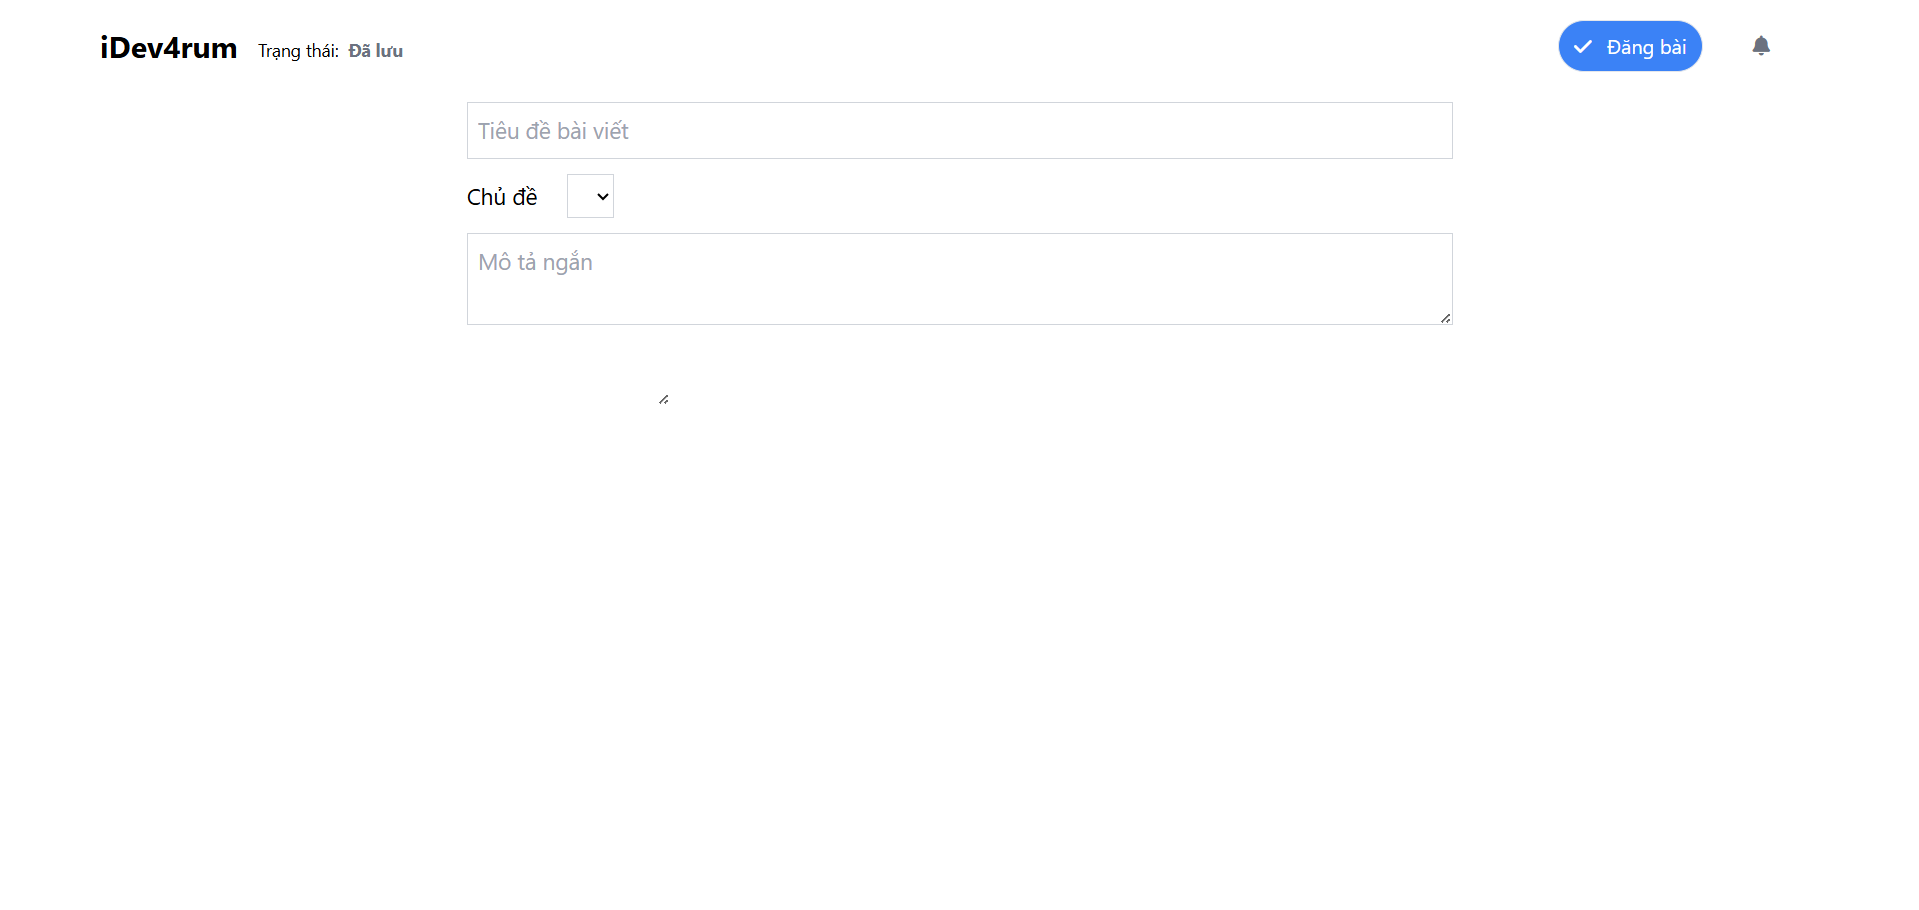 iDev4rum Trạng thái: Đã lưu Đăng bài
Tiêu đề bài viết
Chủ đề
Mô tả ngắn